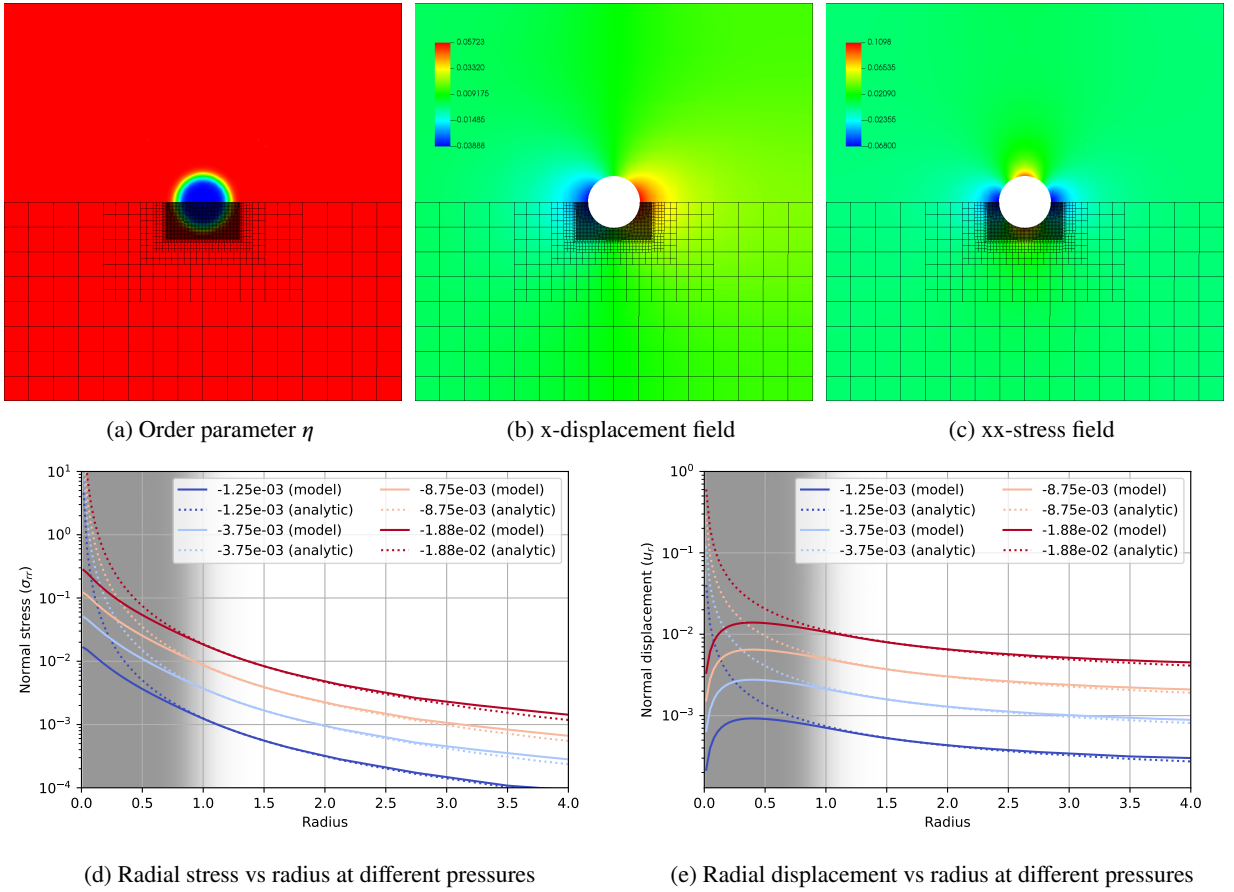 0.05723
0.03320
0.009175
-0.01485
-0.03888
0.1098
0.06535
0.02090
-0.02355
-0.06800
(a) Order parameter η
(b) x-displacement field
(c) xx-stress field
10¹
10⁰
10⁻¹
10⁻²
10⁻³
10⁻⁴
Normal stress (σrr)
-1.25e-03 (model)
-1.25e-03 (analytic)
-3.75e-03 (model)
-3.75e-03 (analytic)
-8.75e-03 (model)
-8.75e-03 (analytic)
-1.88e-02 (model)
-1.88e-02 (analytic)
0.0 0.5 1.0 1.5 2.0 2.5 3.0 3.5 4.0
Radius
10⁰
10⁻¹
10⁻²
10⁻³
Normal displacement (ur)
-1.25e-03 (model)
-1.25e-03 (analytic)
-3.75e-03 (model)
-3.75e-03 (analytic)
-8.75e-03 (model)
-8.75e-03 (analytic)
-1.88e-02 (model)
-1.88e-02 (analytic)
0.0 0.5 1.0 1.5 2.0 2.5 3.0 3.5 4.0
Radius
(d) Radial stress vs radius at different pressures
(e) Radial displacement vs radius at different pressures